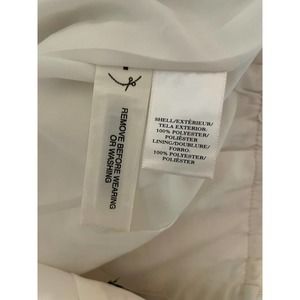 REMOVE BEFORE WEARING
OR WASHING
SHELL/EXTÉRIEUR/
TELA EXTERIOR:
100% POLYESTER/
POLIÉSTER
LINING/DOUBLURE/
FORRO:
100% POLYESTER/
POLIÉSTER